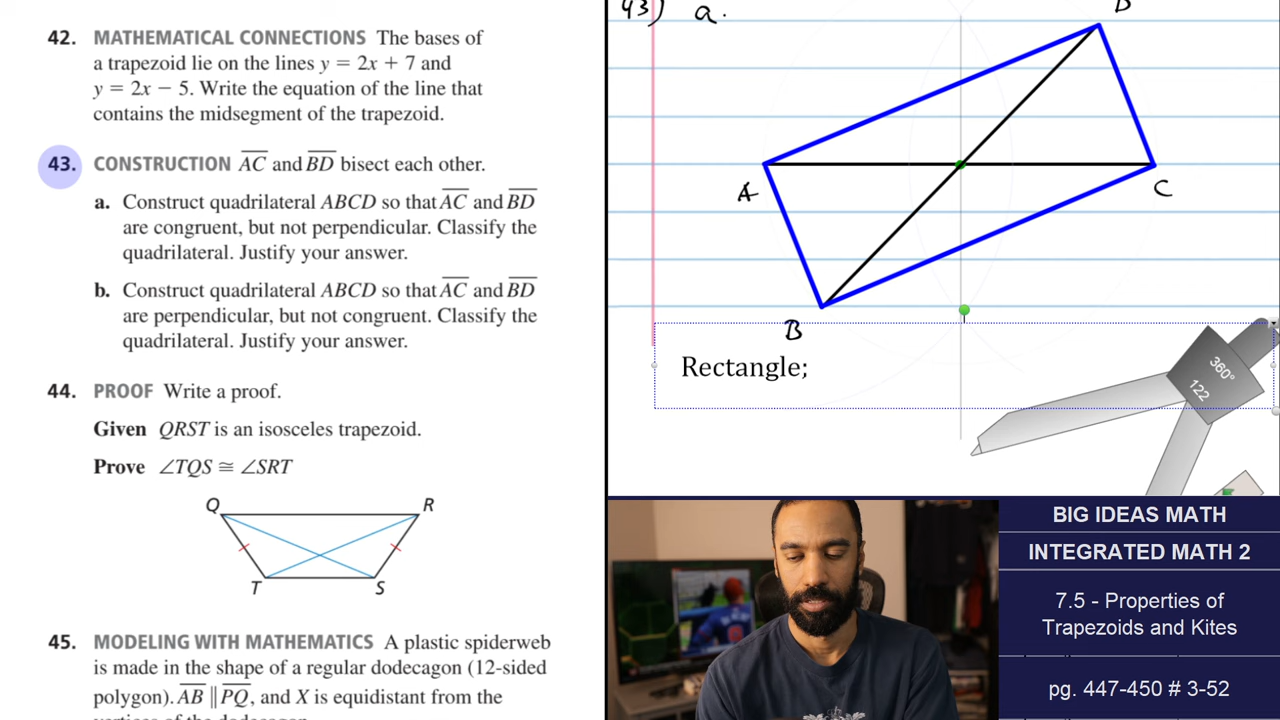 42. MATHEMATICAL CONNECTIONS The bases of
a trapezoid lie on the lines y = 2x + 7 and
y = 2x − 5. Write the equation of the line that
contains the midsegment of the trapezoid.
43. CONSTRUCTION AC and BD bisect each other.
a. Construct quadrilateral ABCD so that AC and BD
are congruent, but not perpendicular. Classify the
quadrilateral. Justify your answer.
b. Construct quadrilateral ABCD so that AC and BD
are perpendicular, but not congruent. Classify the
quadrilateral. Justify your answer.
44. PROOF Write a proof.
Given QRST is an isosceles trapezoid.
Prove ∠TQS ≅ ∠SRT
Q R
T S
45. MODELING WITH MATHEMATICS A plastic spiderweb
is made in the shape of a regular dodecagon (12-sided
polygon). AB ∥ PQ, and X is equidistant from the
43) a.
D
A
C
B
Rectangle;
360°
122
BIG IDEAS MATH
INTEGRATED MATH 2
7.5 - Properties of
Trapezoids and Kites
pg. 447-450 # 3-52